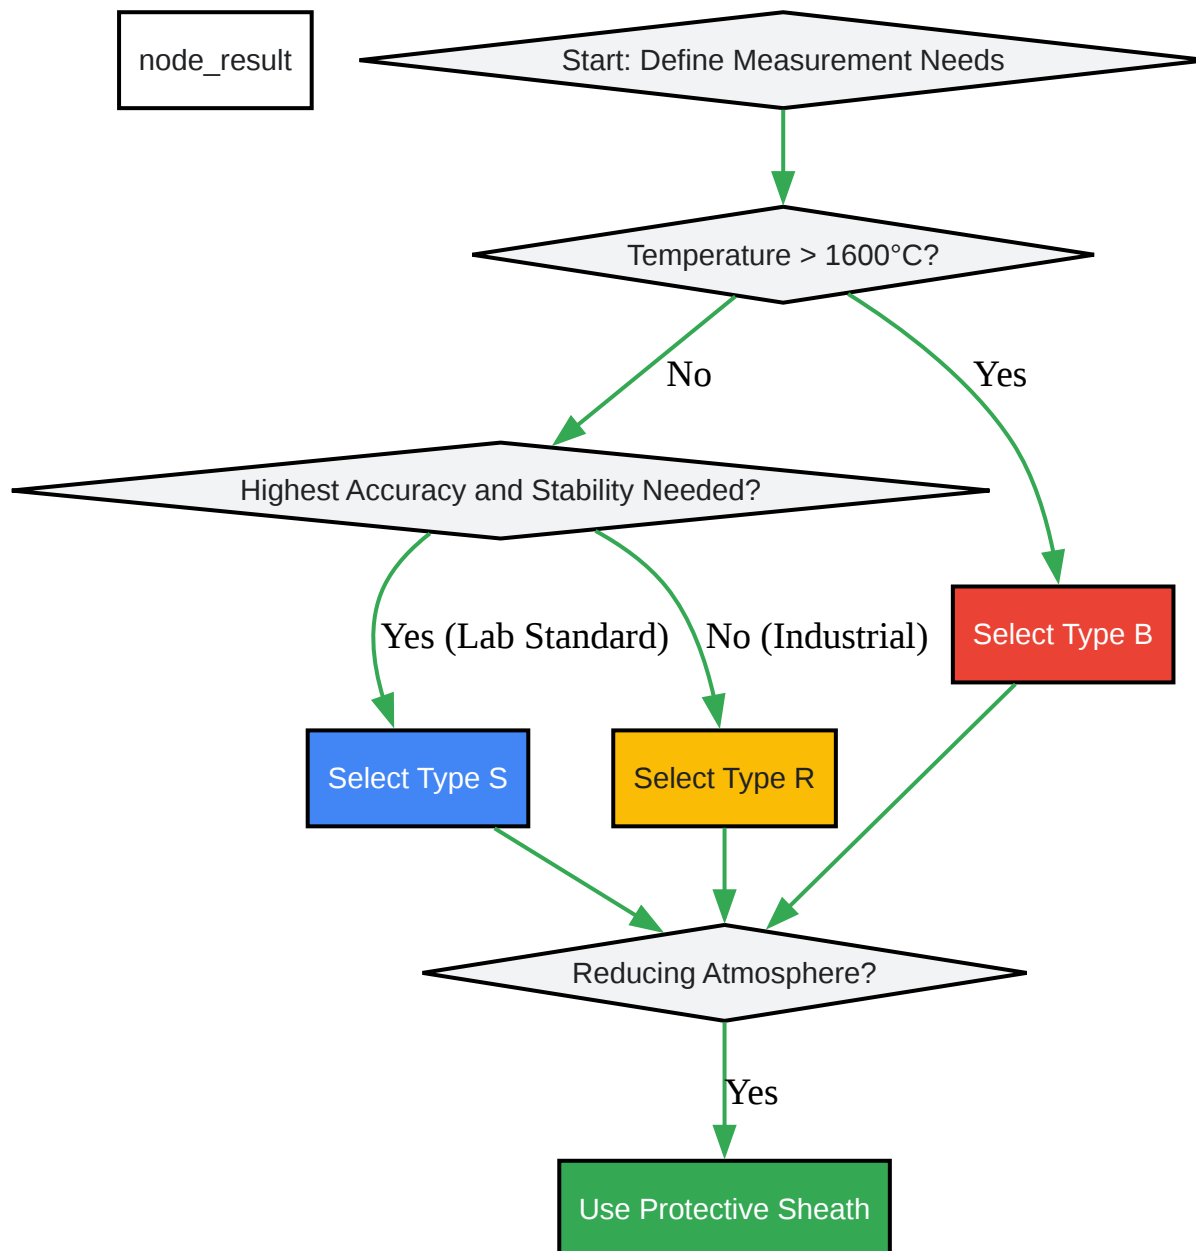 node_result
Start: Define Measurement Needs
Temperature > 1600°C?
No
Yes
Highest Accuracy and Stability Needed?
Yes (Lab Standard)
No (Industrial)
Select Type B
Select Type S
Select Type R
Reducing Atmosphere?
Yes
Use Protective Sheath